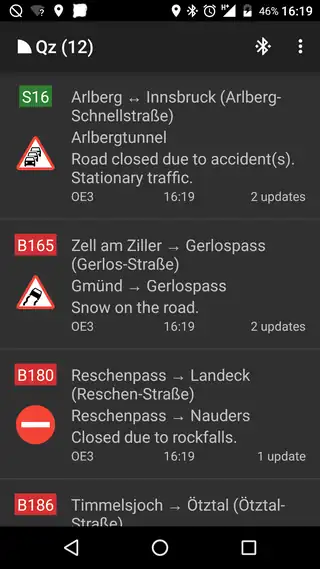 46% 16:19
Qz (12)
S16
Arlberg ↔ Innsbruck (Arlberg-
Schnellstraße)
Arlbergtunnel
Road closed due to accident(s).
Stationary traffic.
OE3 16:19 2 updates
B165
Zell am Ziller → Gerlospass
(Gerlos-Straße)
Gmünd → Gerlospass
Snow on the road.
OE3 16:19 2 updates
B180
Reschenpass → Landeck
(Reschen-Straße)
Reschenpass → Nauders
Closed due to rockfalls.
OE3 16:19 1 update
B186
Timmelsjoch → Ötztal (Ötztal-
Straße)